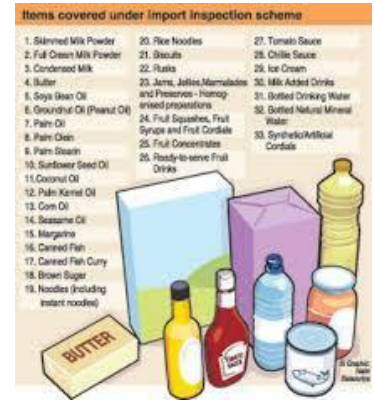 Items covered under import inspection scheme
1. Skimmed Milk Powder
2. Full Cream Milk Powder
3. Condensed Milk
4. Butter
5. Soya Bean Oil
6. Groundnut Oil (Peanut Oil)
7. Palm Oil
8. Palm Olein
9. Palm Stearin
10. Sunflower Seed Oil
11. Coconut Oil
12. Palm Kernel Oil
13. Corn Oil
14. Seasame Oil
15. Margarine
16. Canned Fish
17. Canned Fish Curry
18. Brown Sugar
19. Noodles (Including
instant noodles)
20. Rice Noodles
21. Biscuits
22. Rusks
23. Jams, Jellies, Marmalades
and Preserves - Homog-
enised preparations
24. Fruit Squashes, Fruit
Syrups and Fruit Cordials
25. Fruit Concentrates
26. Ready-to-serve Fruit
Drinks
27. Tomato Sauce
28. Chillie Sauce
29. Ice Cream
30. Milk Added Drinks
31. Bottled Drinking Water
32. Bottled Natural Mineral
Water
33. Synthetic/Artificial
Cordials
BUTTER
TOMATO
SAUCE
Graphic